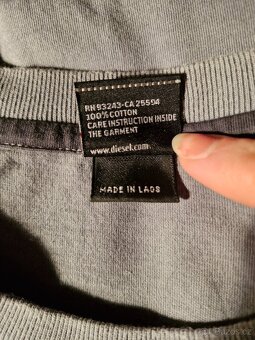 RN 93243-CA 25594
100% COTTON
CARE INSTRUCTION INSIDE
THE GARMENT
www.diesel.com
MADE IN LAOS